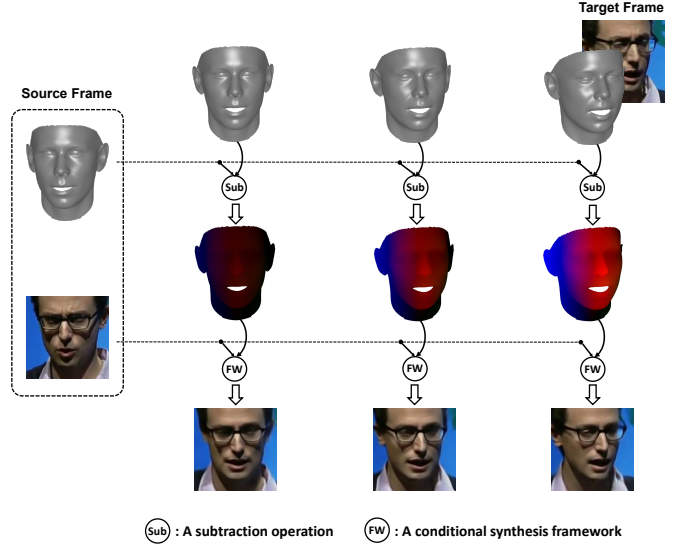 Target Frame
Source Frame
Sub
Sub
Sub
FW
FW
FW
Sub : A subtraction operation
FW : A conditional synthesis framework